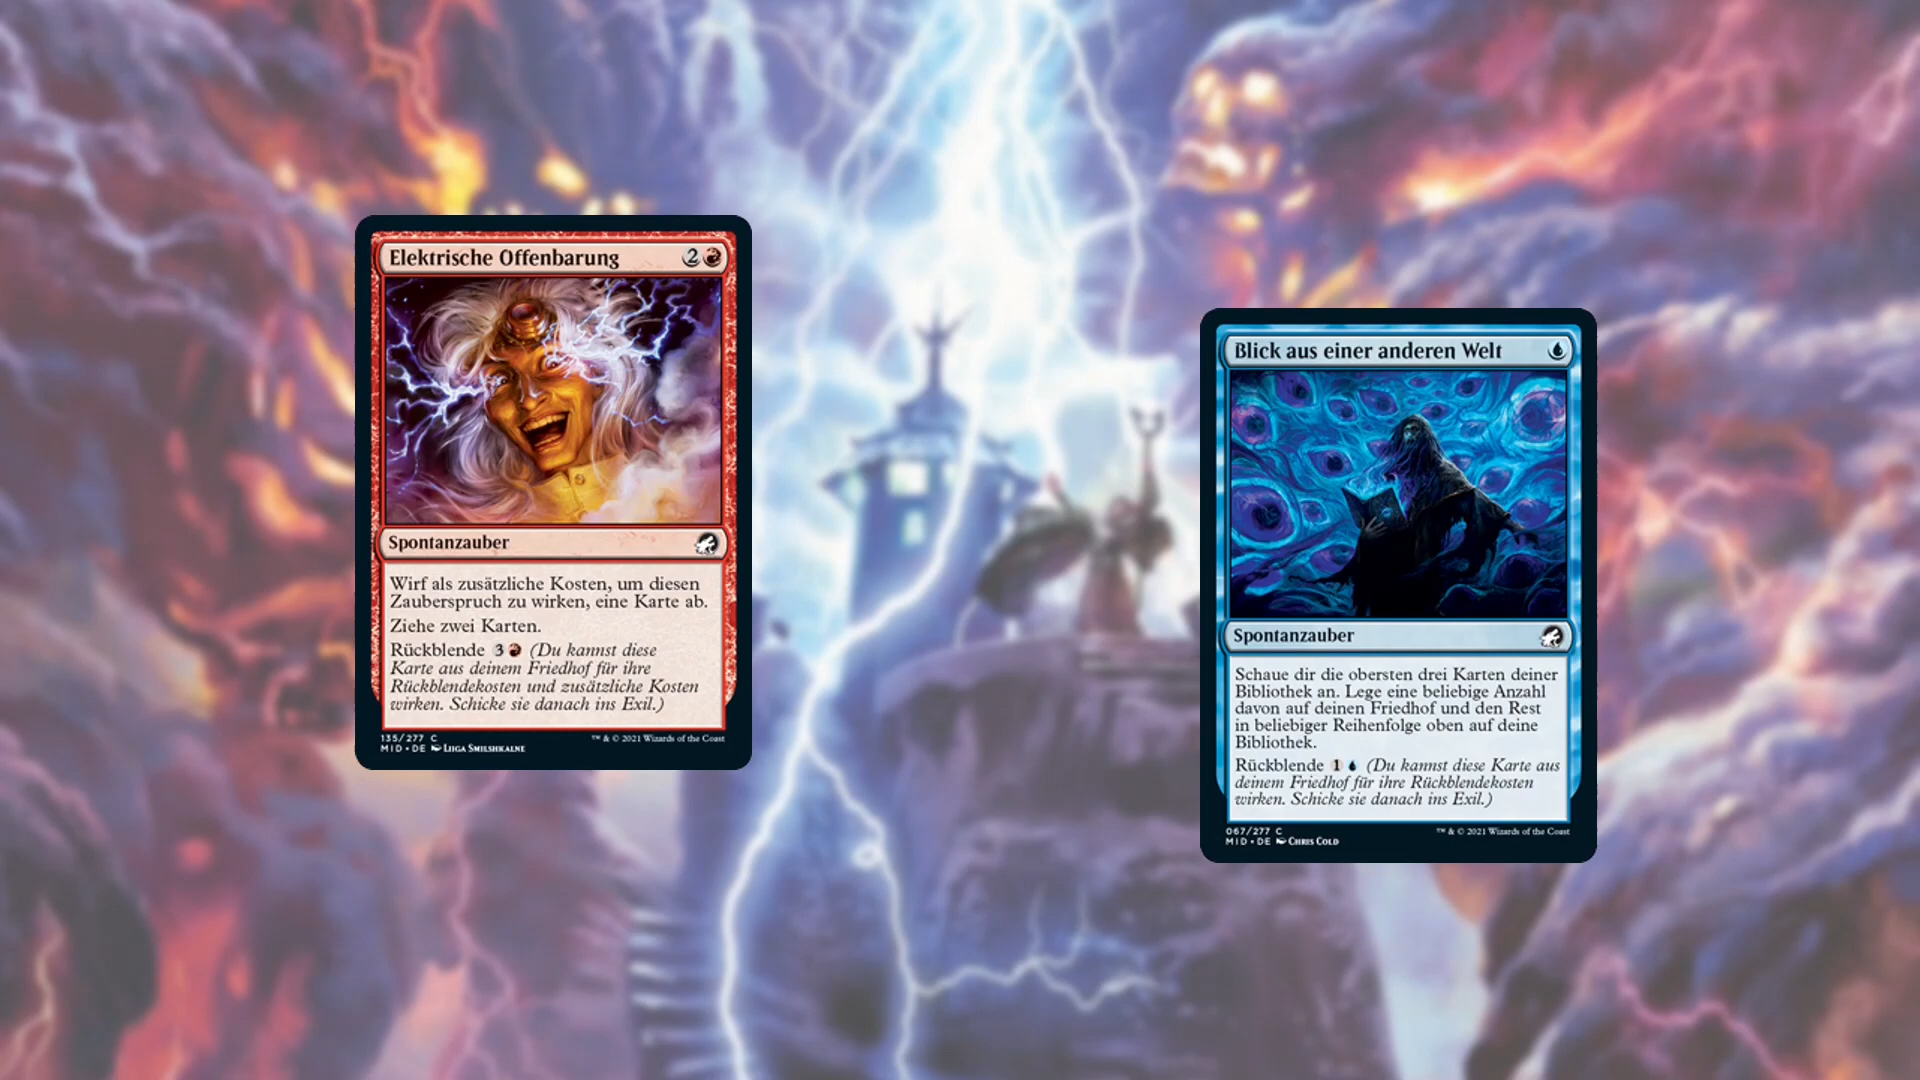 Elektrische Offenbarung 2
Spontanzauber
Wirf als zusätzliche Kosten, um diesen
Zauberspruch zu wirken, eine Karte ab.
Ziehe zwei Karten.
Rückblende 3 (Du kannst diese
Karte aus deinem Friedhof für ihre
Rückblendekosten und zusätzliche Kosten
wirken. Schicke sie danach ins Exil.)
135/277 C
MID • DE Liiga Smilshkalne
™ & © 2021 Wizards of the Coast
Blick aus einer anderen Welt
Spontanzauber
Schaue dir die obersten drei Karten deiner
Bibliothek an. Lege eine beliebige Anzahl
davon auf deinen Friedhof und den Rest
in beliebiger Reihenfolge oben auf deine
Bibliothek.
Rückblende 1 (Du kannst diese Karte aus
deinem Friedhof für ihre Rückblendekosten
wirken. Schicke sie danach ins Exil.)
067/277 C
MID • DE Chris Cold
™ & © 2021 Wizards of the Coast